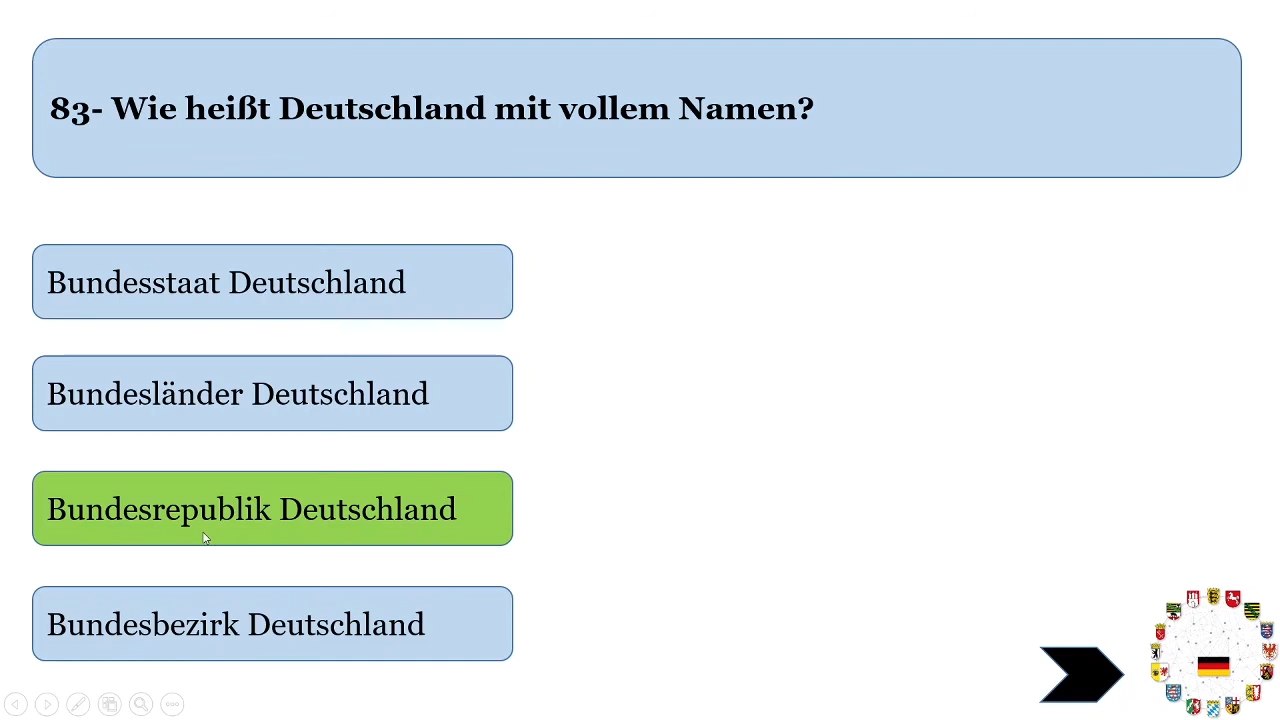 83- Wie heißt Deutschland mit vollem Namen?
Bundesstaat Deutschland
Bundesländer Deutschland
Bundesrepublik Deutschland
Bundesbezirk Deutschland